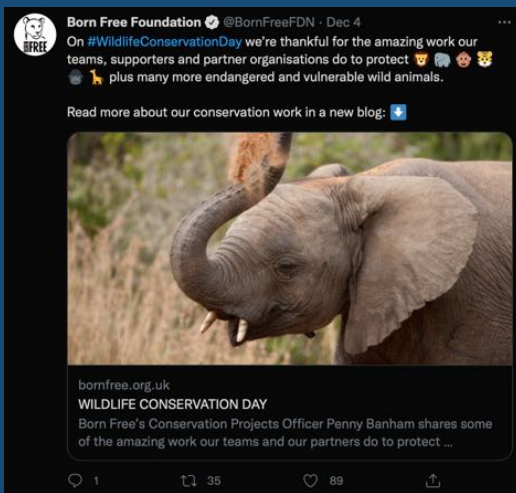 Born Free Foundation @BornFreeFDN · Dec 4
On #WildlifeConservationDay we're thankful for the amazing work our
teams, supporters and partner organisations do to protect 🦁 🐘 🐵 🐯
🦍 🦒 plus many more endangered and vulnerable wild animals.
Read more about our conservation work in a new blog: ⬇️
bornfree.org.uk
WILDLIFE CONSERVATION DAY
Born Free's Conservation Projects Officer Penny Banham shares some
of the amazing work our teams and our partners do to protect ...
1 35 89